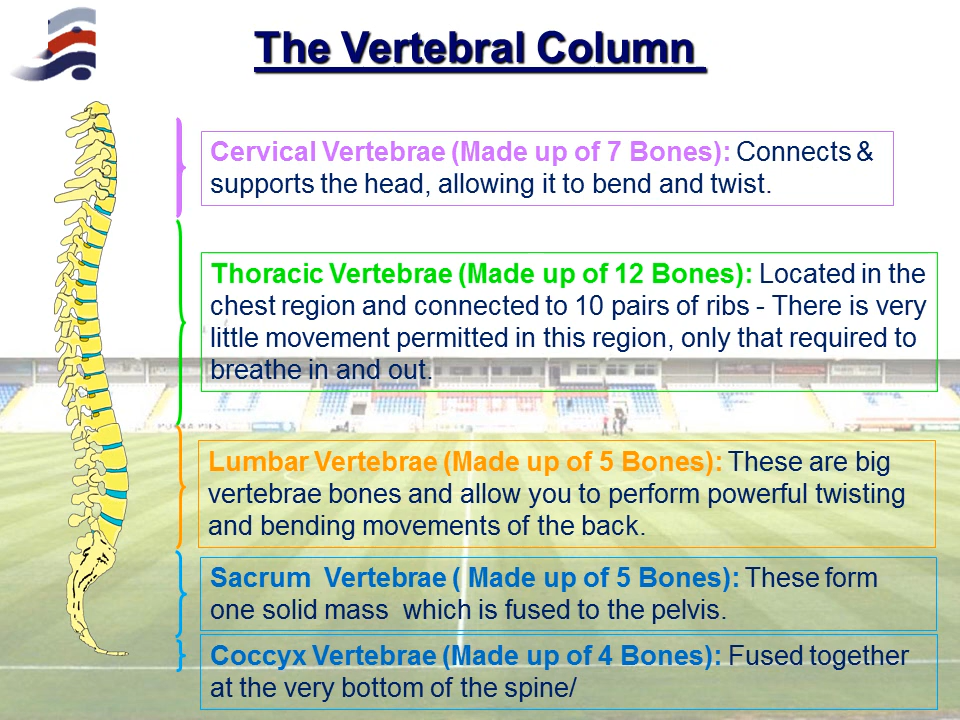 The Vertebral Column
Cervical Vertebrae (Made up of 7 Bones): Connects &
supports the head, allowing it to bend and twist.
Thoracic Vertebrae (Made up of 12 Bones): Located in the
chest region and connected to 10 pairs of ribs - There is very
little movement permitted in this region, only that required to
breathe in and out.
Lumbar Vertebrae (Made up of 5 Bones): These are big
vertebrae bones and allow you to perform powerful twisting
and bending movements of the back.
Sacrum  Vertebrae ( Made up of 5 Bones): These form
one solid mass  which is fused to the pelvis.
Coccyx Vertebrae (Made up of 4 Bones): Fused together
at the very bottom of the spine/